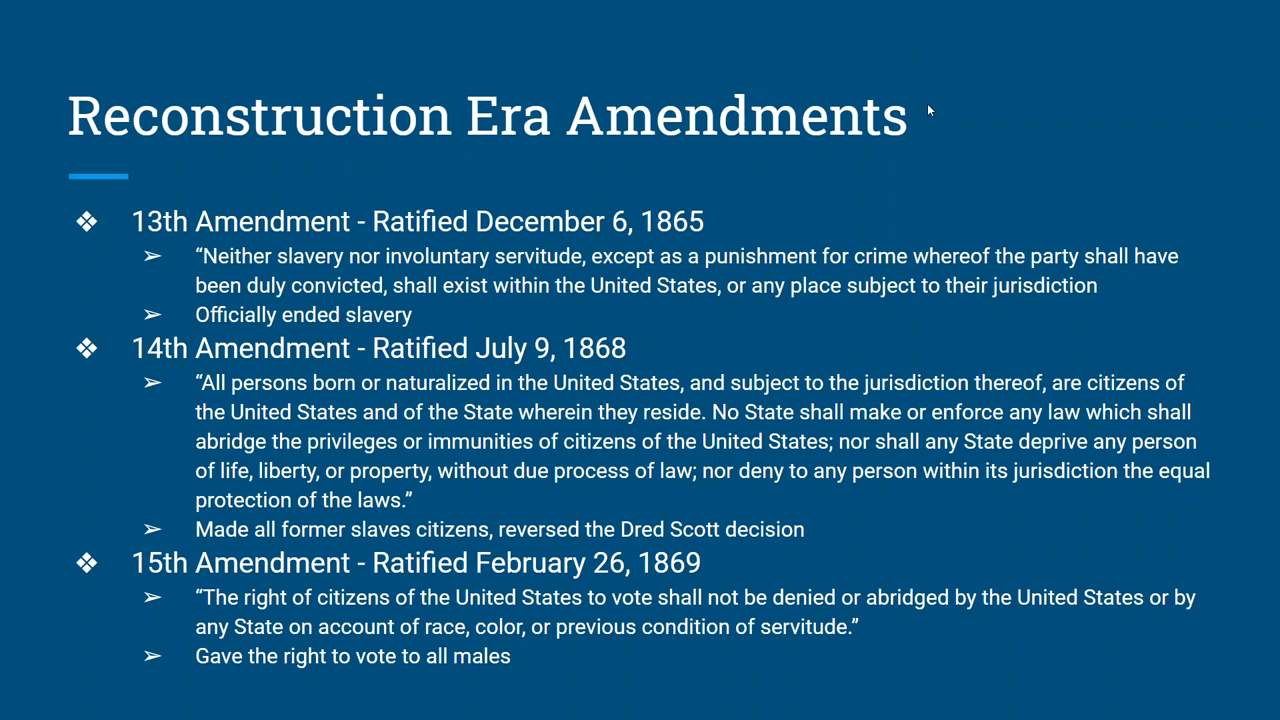 Reconstruction Era Amendments
❖ 13th Amendment - Ratified December 6, 1865
➢ “Neither slavery nor involuntary servitude, except as a punishment for crime whereof the party shall have
been duly convicted, shall exist within the United States, or any place subject to their jurisdiction
➢ Officially ended slavery
❖ 14th Amendment - Ratified July 9, 1868
➢ “All persons born or naturalized in the United States, and subject to the jurisdiction thereof, are citizens of
the United States and of the State wherein they reside. No State shall make or enforce any law which shall
abridge the privileges or immunities of citizens of the United States; nor shall any State deprive any person
of life, liberty, or property, without due process of law; nor deny to any person within its jurisdiction the equal
protection of the laws.”
➢ Made all former slaves citizens, reversed the Dred Scott decision
❖ 15th Amendment - Ratified February 26, 1869
➢ “The right of citizens of the United States to vote shall not be denied or abridged by the United States or by
any State on account of race, color, or previous condition of servitude.”
➢ Gave the right to vote to all males